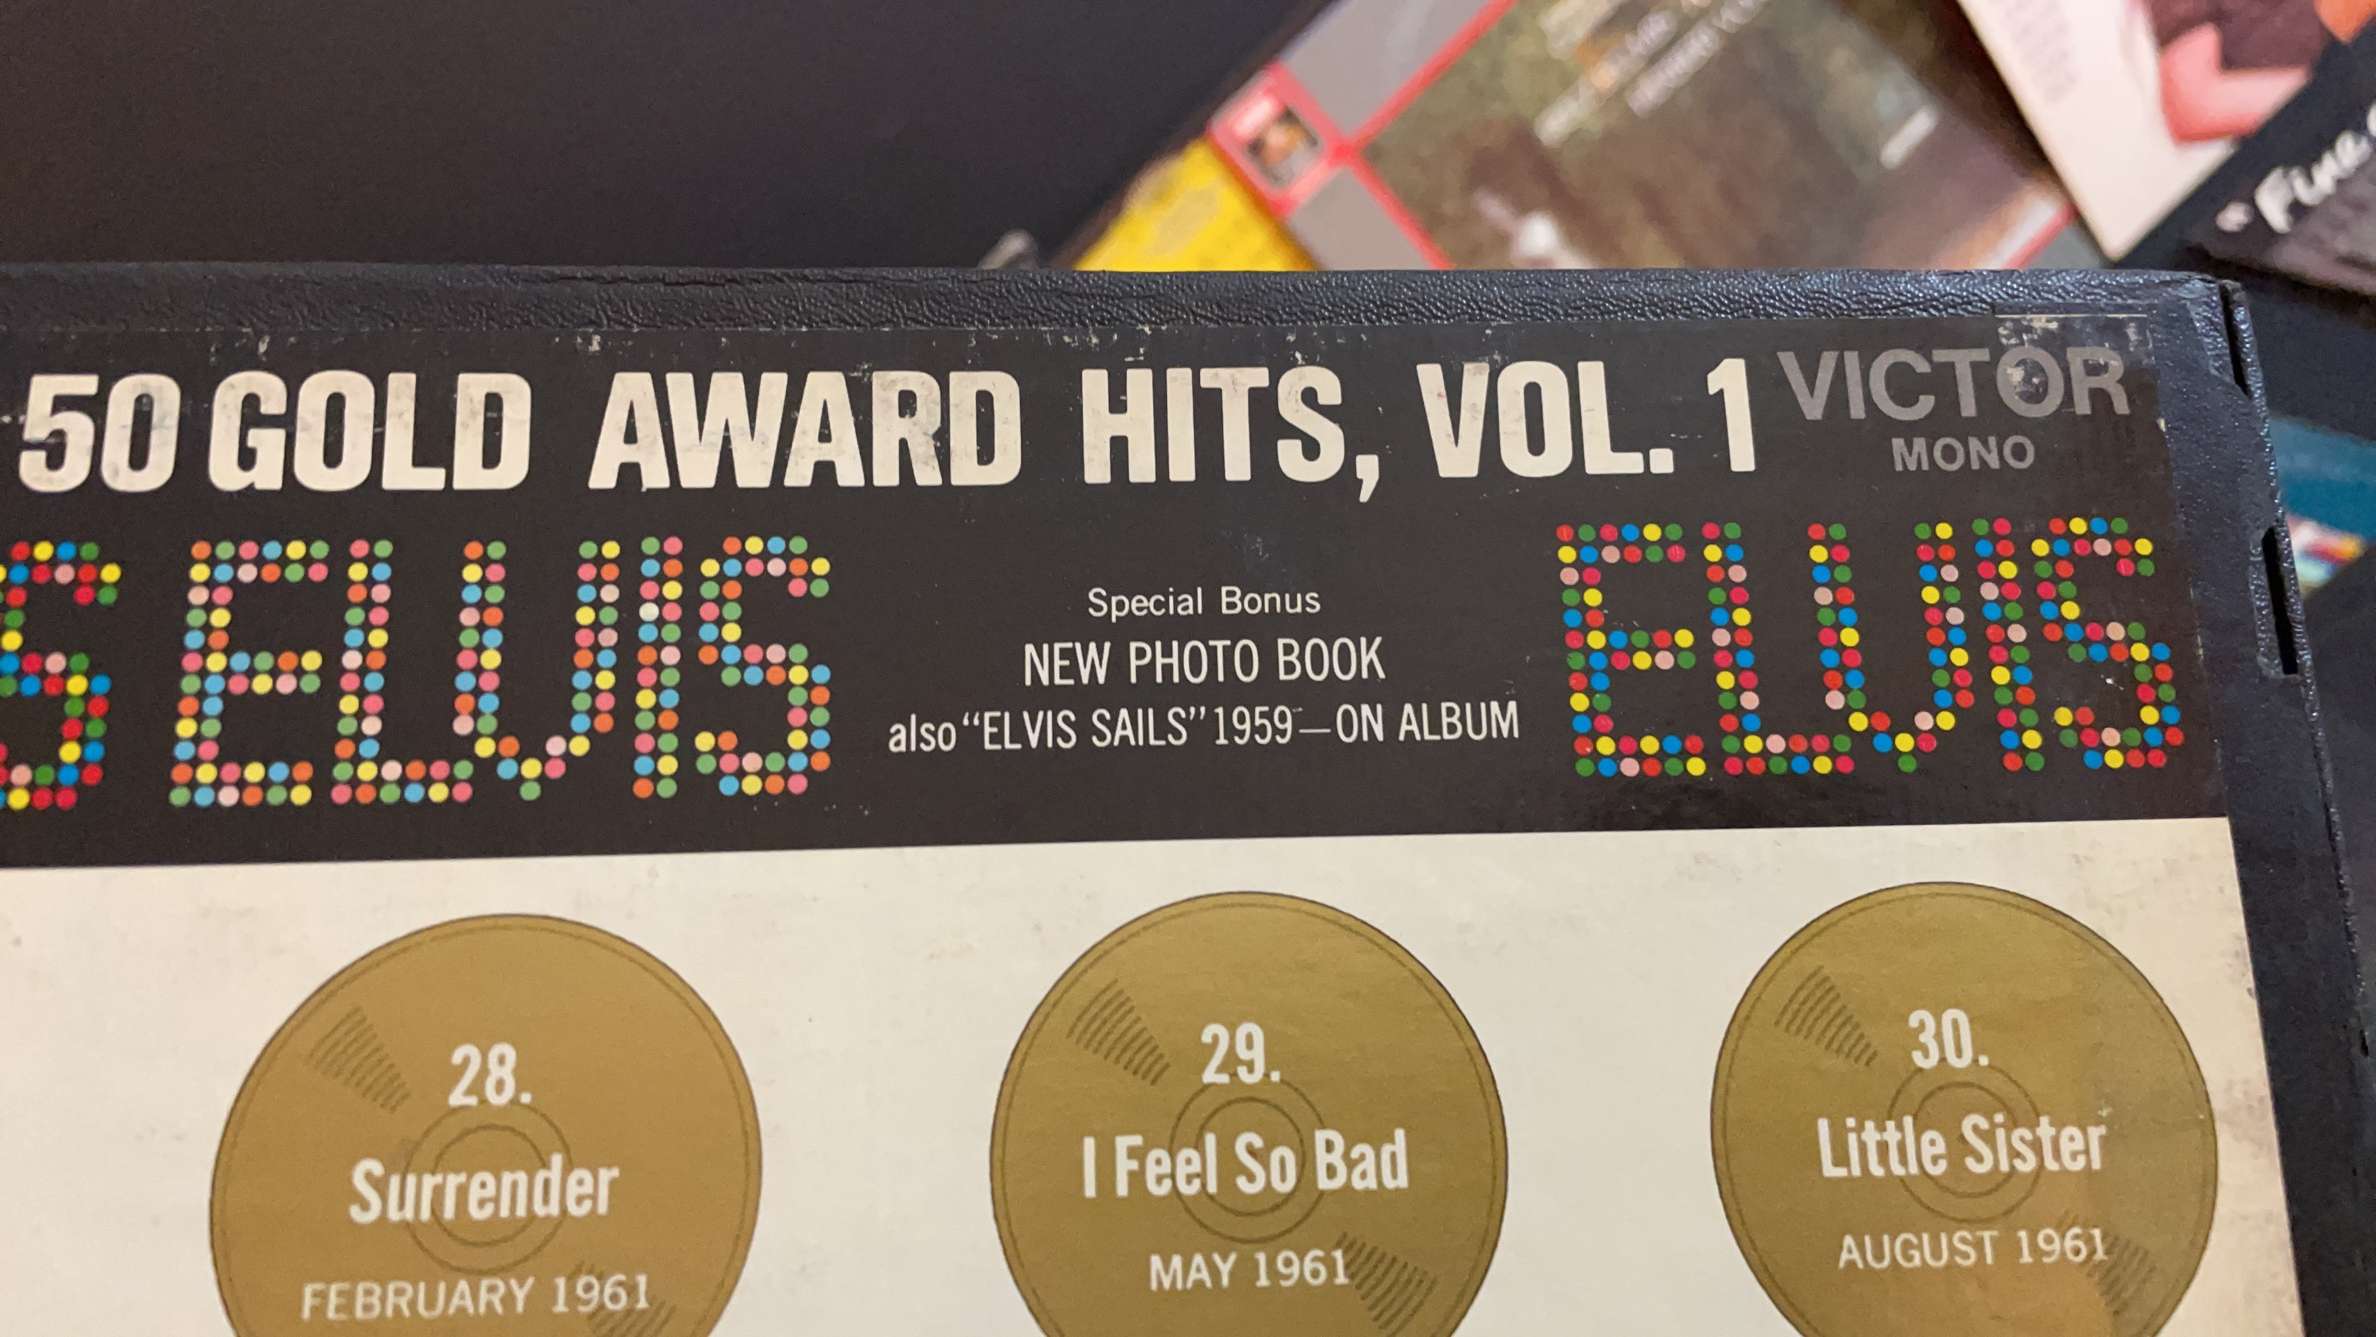 50 GOLD AWARD HITS, VOL. 1
VICTOR
MONO
S ELVIS
ELVIS
Special Bonus
NEW PHOTO BOOK
also "ELVIS SAILS" 1959—ON ALBUM
28.
Surrender
FEBRUARY 1961
29.
I Feel So Bad
MAY 1961
30.
Little Sister
AUGUST 1961
"Fine